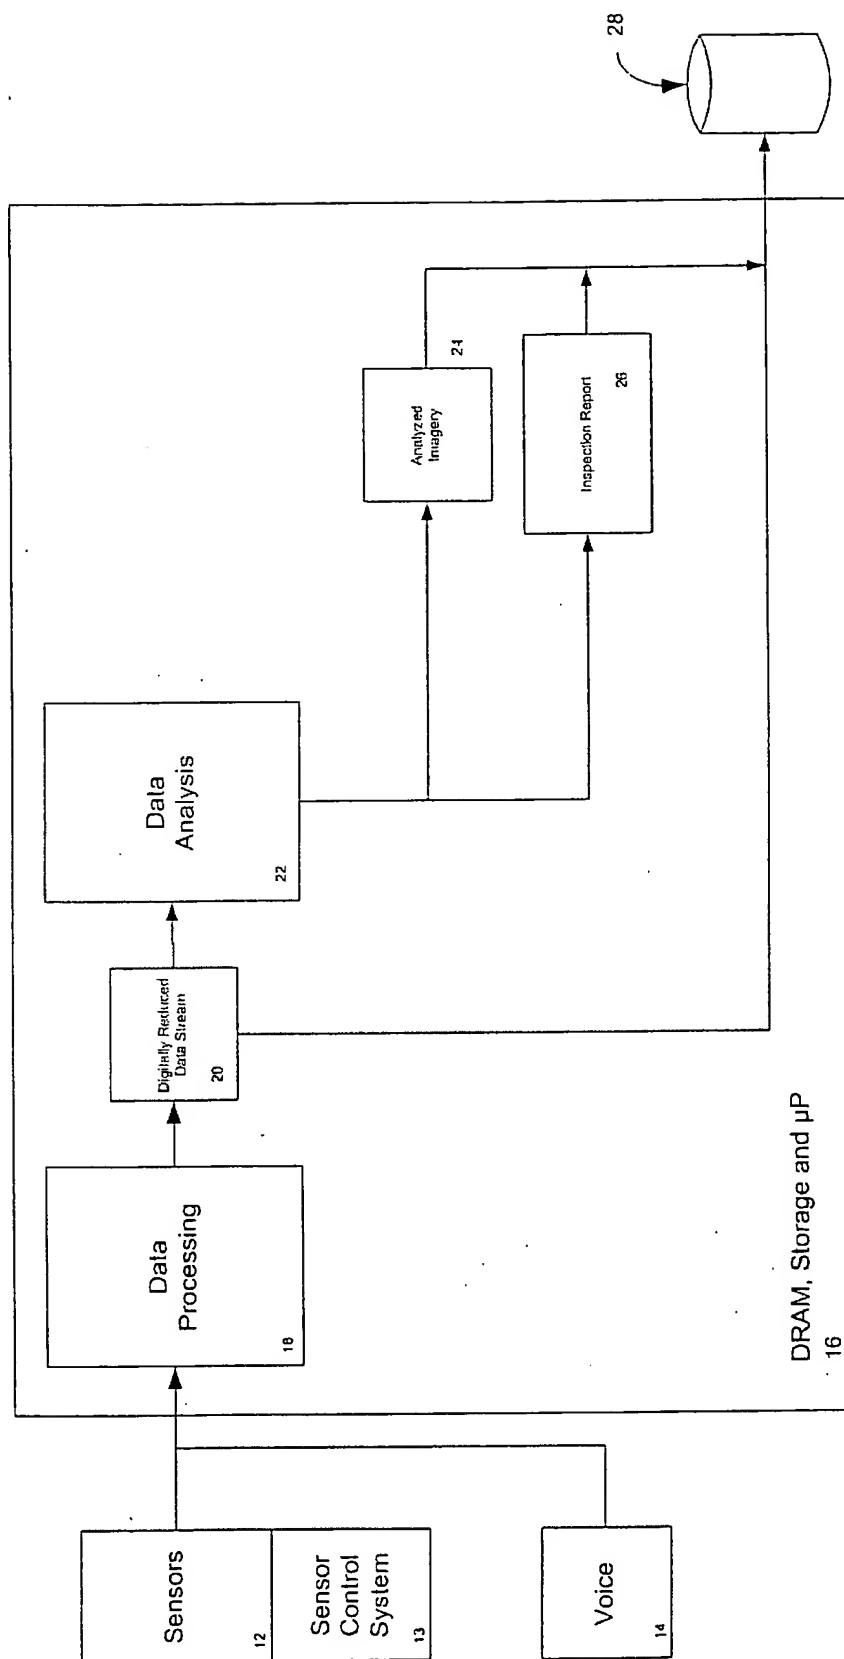 Sensors
12
Sensor
Control
System
13
Voice
14
Data
Processing
18
Digitally Reduced
Data Stream
20
Data
Analysis
22
Analyzed
Imagery
24
Inspection Report
26
DRAM, Storage and µP
16
28